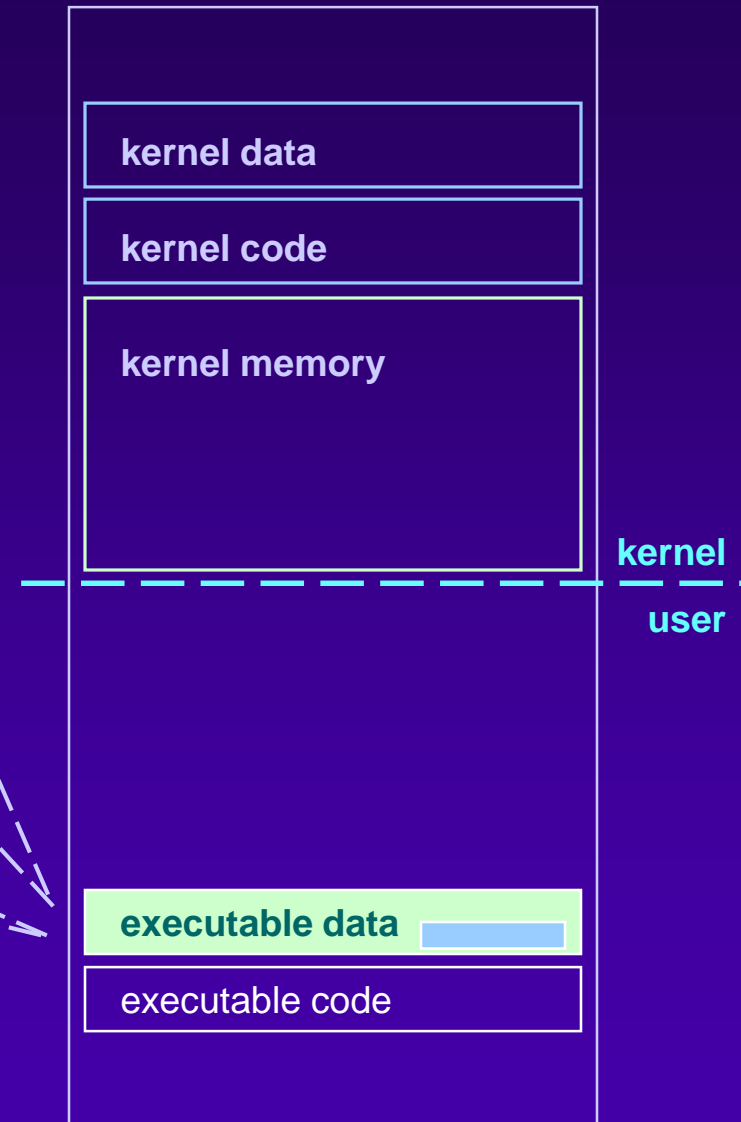 kernel data
kernel code
kernel memory
kernel
user
executable data
executable code